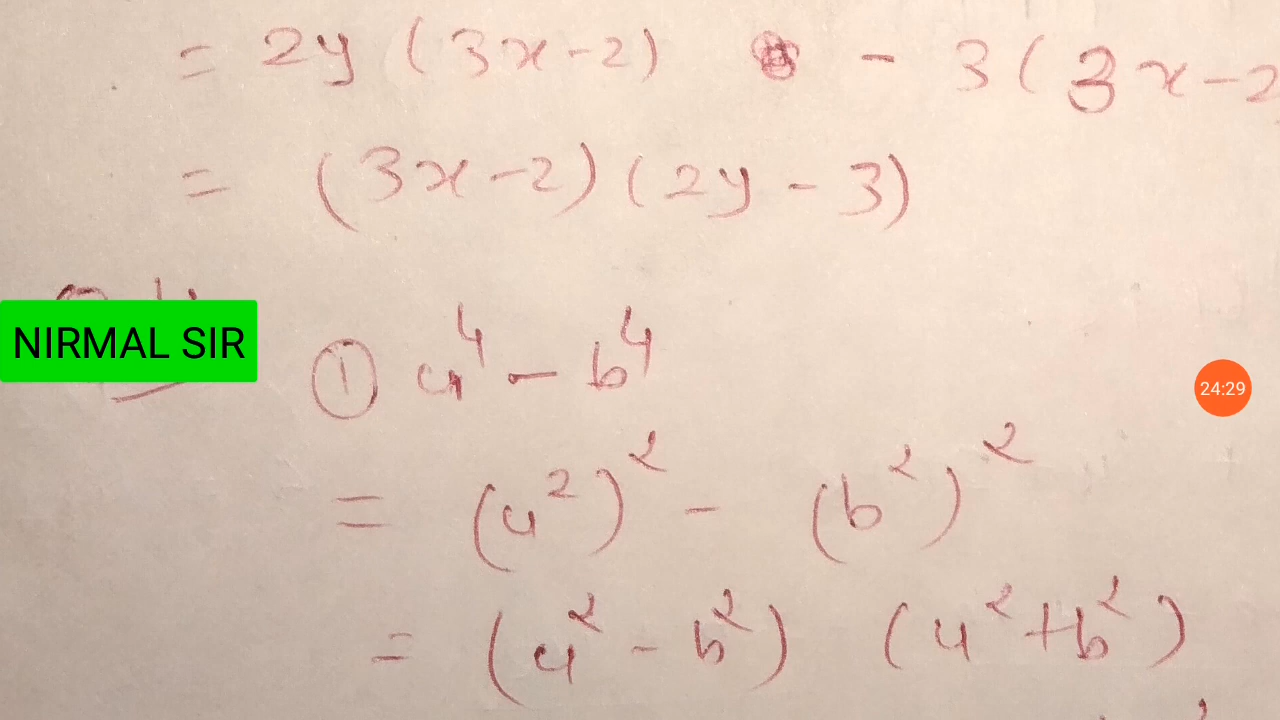 = 2y (3x-2) - 3(3x-2
= (3x-2)(2y-3)
NIRMAL SIR
① a⁴ - b⁴
24:29
= (a²)² - (b²)²
= (a² - b²) (a²+b²)